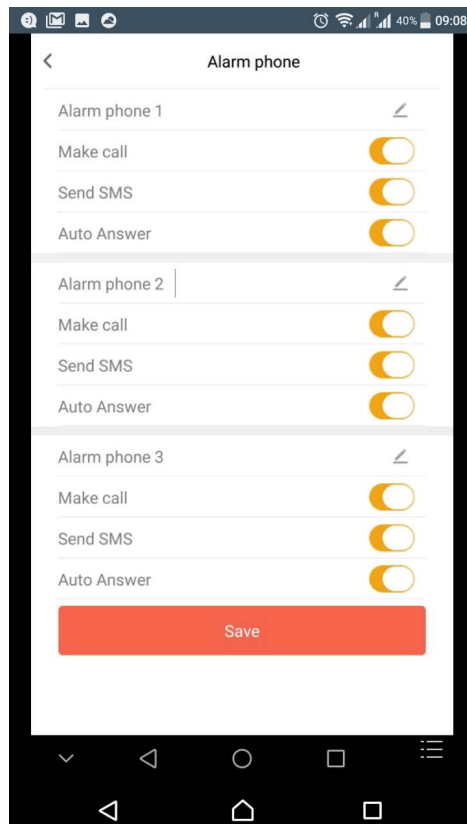 R 40% 09:08
Alarm phone
Alarm phone 1
Make call
Send SMS
Auto Answer
Alarm phone 2
Make call
Send SMS
Auto Answer
Alarm phone 3
Make call
Send SMS
Auto Answer
Save